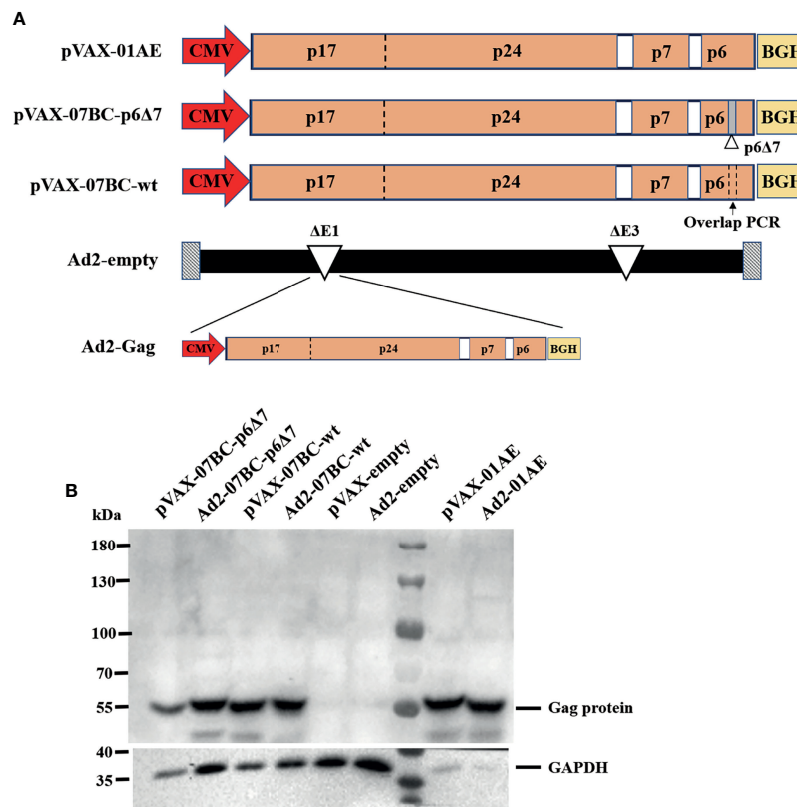 A
pVAX-01AE CMV p17 p24 p7 p6 BGH
pVAX-07BC-p6Δ7 CMV p17 p24 p7 p6 BGH
p6Δ7
pVAX-07BC-wt CMV p17 p24 p7 p6 BGH
Overlap PCR
ΔE1 ΔE3
Ad2-empty
Ad2-Gag CMV p17 p24 p7 p6 BGH
B
pVAX-07BC-p6Δ7
Ad2-07BC-p6Δ7
pVAX-07BC-wt
Ad2-07BC-wt
pVAX-empty
Ad2-empty
pVAX-01AE
Ad2-01AE
kDa
180
130
100
70
55 Gag protein
40 GAPDH
35